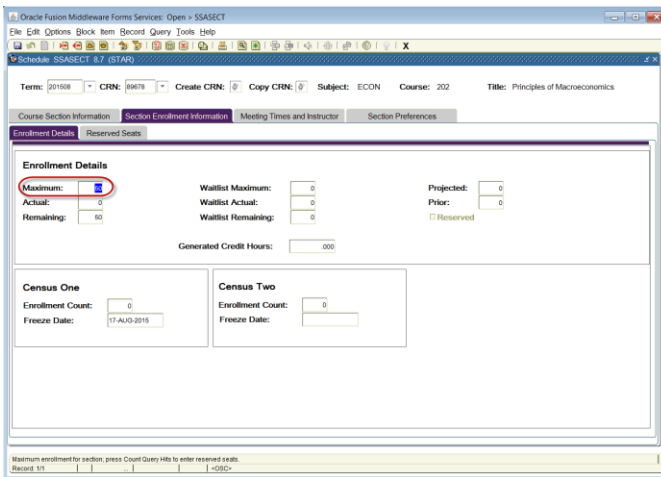 Oracle Fusion Middleware Forms Services: Open > SSASECT
File Edit Options Block Item Record Query Tools Help
X
Schedule SSASECT 8.7 (STAR)
Term: 201508 CRN: 89678 Create CRN: Copy CRN: Subject: ECON Course: 202 Title: Principles of Macroeconomics
Course Section Information Section Enrollment Information Meeting Times and Instructor Section Preferences
Enrollment Details Reserved Seats
Enrollment Details
Maximum: 60 Waitlist Maximum: 0 Projected: 0
Actual: 0 Waitlist Actual: 0 Prior: 0
Remaining: 60 Waitlist Remaining: 0 Reserved
Generated Credit Hours: .000
Census One Census Two
Enrollment Count: 0 Enrollment Count: 0
Freeze Date: 17-AUG-2015 Freeze Date:
Maximum enrollment for section; press Count Query Hits to enter reserved seats.
Record: 1/1 ... <OSC>